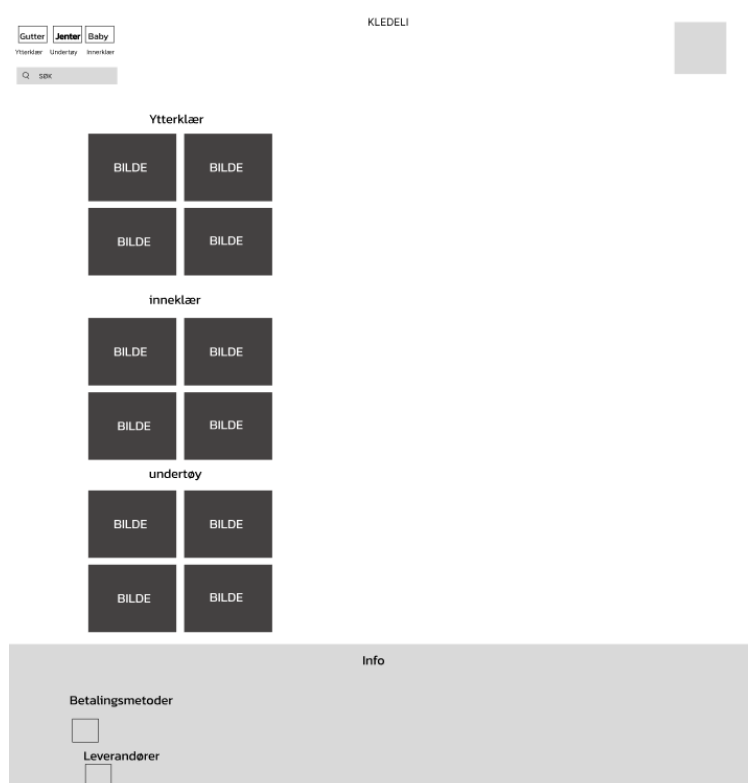 KLEDELI
Gutter Jenter Baby
Ytterklær Undertøy Innerklær
SØK
Ytterklær
BILDE BILDE
BILDE BILDE
inneklær
BILDE BILDE
BILDE BILDE
undertøy
BILDE BILDE
BILDE BILDE
Info
Betalingsmetoder
Leverandører